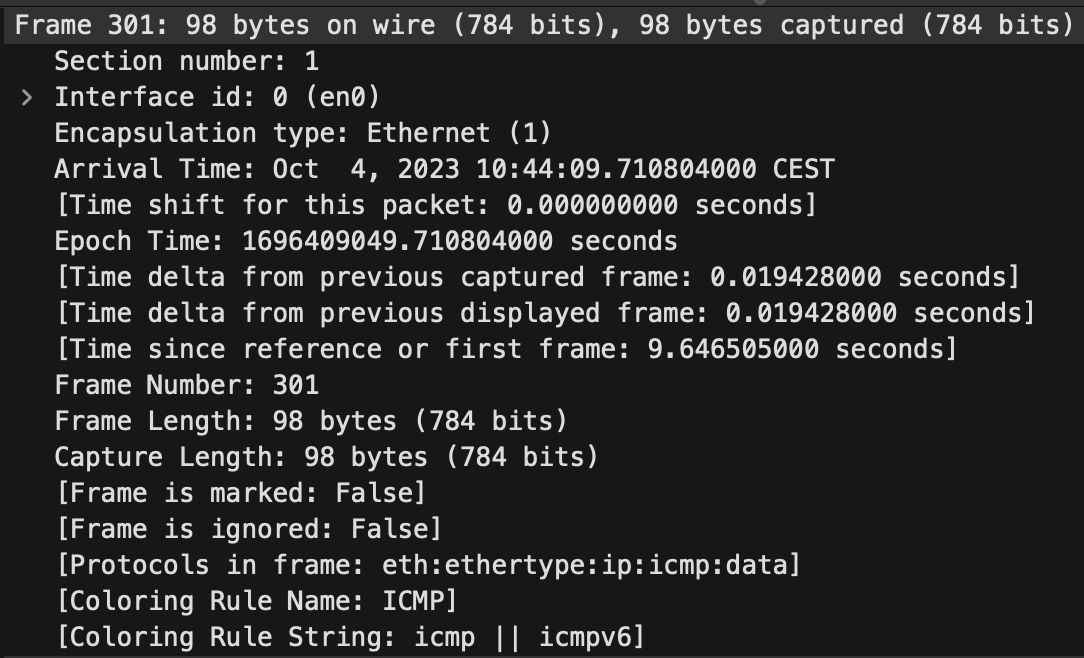 Frame 301: 98 bytes on wire (784 bits), 98 bytes captured (784 bits)
Section number: 1
Interface id: 0 (en0)
Encapsulation type: Ethernet (1)
Arrival Time: Oct  4, 2023 10:44:09.710804000 CEST
[Time shift for this packet: 0.000000000 seconds]
Epoch Time: 1696409049.710804000 seconds
[Time delta from previous captured frame: 0.019428000 seconds]
[Time delta from previous displayed frame: 0.019428000 seconds]
[Time since reference or first frame: 9.646505000 seconds]
Frame Number: 301
Frame Length: 98 bytes (784 bits)
Capture Length: 98 bytes (784 bits)
[Frame is marked: False]
[Frame is ignored: False]
[Protocols in frame: eth:ethertype:ip:icmp:data]
[Coloring Rule Name: ICMP]
[Coloring Rule String: icmp || icmpv6]